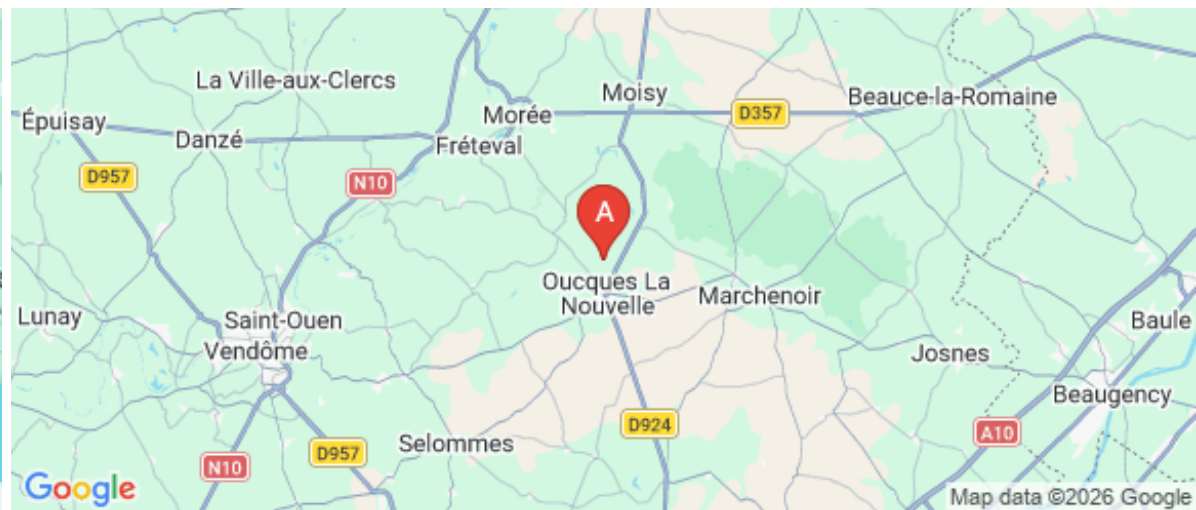 La Ville-aux-Clercs
Moisy
Beauce-la-Romaine
Épuisay
Morée
D357
Danzé
Fréteval
D957
N10
A
Oucques La
Nouvelle
Marchenoir
Lunay
Saint-Ouen
Baule
Vendôme
Josnes
Beaugency
D924
A10
Selommes
D957
N10
Google
Map data ©2026 Google